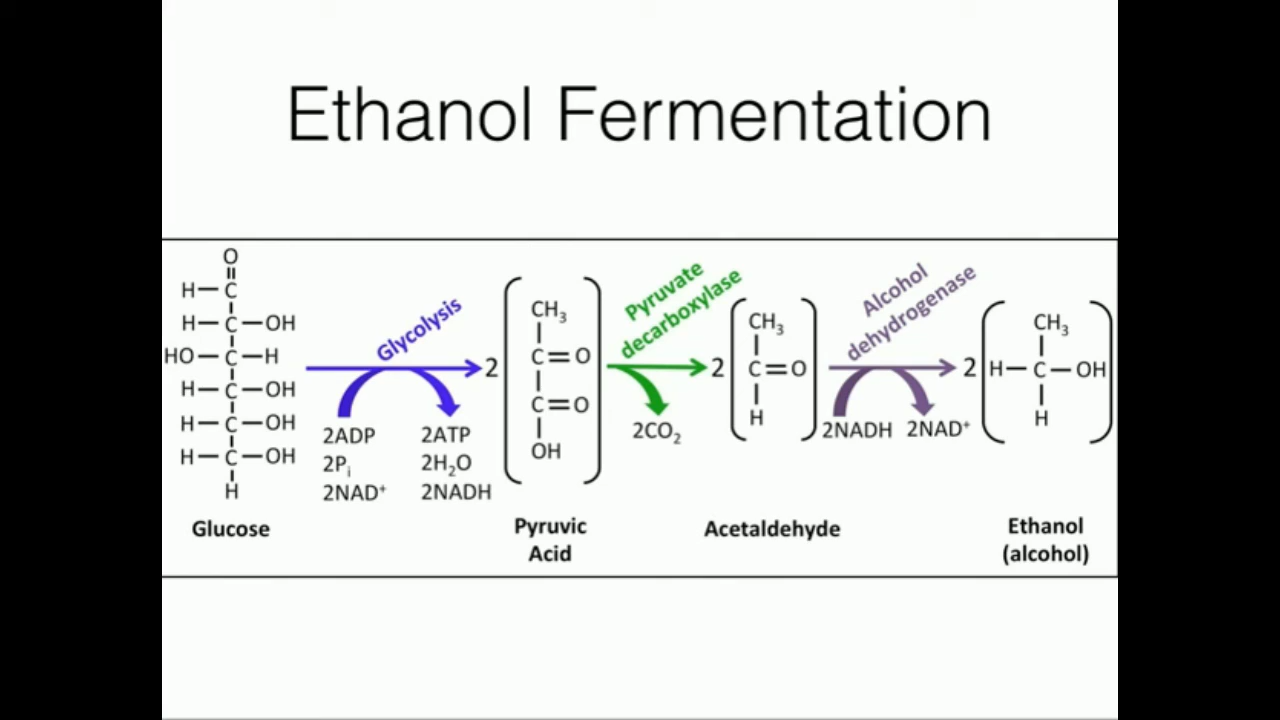 Ethanol Fermentation
O
H—C
H—C—OH
HO—C—H
H—C—OH
H—C—OH
H—C—OH
H
Glucose
Glycolysis
2ADP 2ATP
2Pᵢ 2H₂O
2NAD⁺ 2NADH
2
CH₃
C=O
C=O
OH
Pyruvic
Acid
Pyruvate
decarboxylase
2CO₂
2
CH₃
C=O
H
Acetaldehyde
Alcohol
dehydrogenase
2NADH 2NAD⁺
2
CH₃
H—C—OH
H
Ethanol
(alcohol)